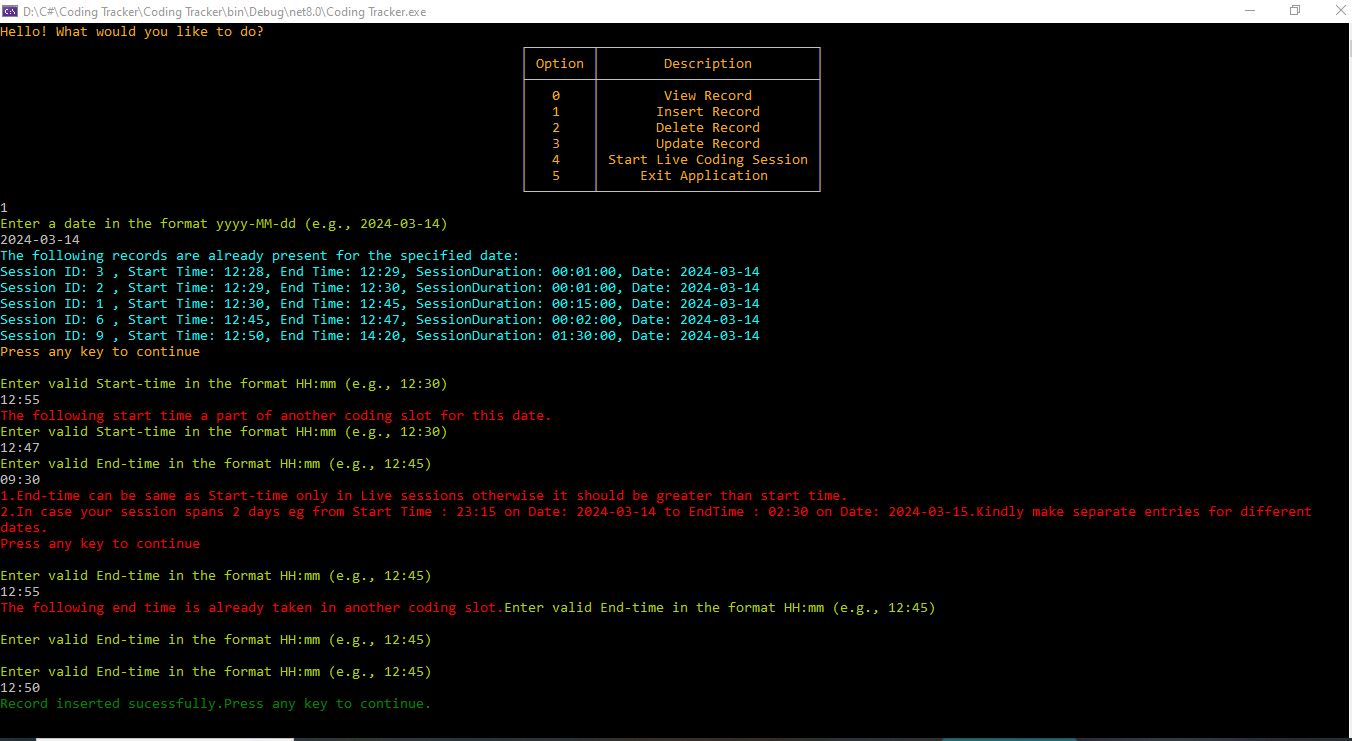 D:\C#\Coding Tracker\Coding Tracker\bin\Debug\net8.0\Coding Tracker.exe
Hello! What would you like to do?
Option Description
0 View Record
1 Insert Record
2 Delete Record
3 Update Record
4 Start Live Coding Session
5 Exit Application
1
Enter a date in the format yyyy-MM-dd (e.g., 2024-03-14)
2024-03-14
The following records are already present for the specified date:
Session ID: 3 , Start Time: 12:28, End Time: 12:29, SessionDuration: 00:01:00, Date: 2024-03-14
Session ID: 2 , Start Time: 12:29, End Time: 12:30, SessionDuration: 00:01:00, Date: 2024-03-14
Session ID: 1 , Start Time: 12:30, End Time: 12:45, SessionDuration: 00:15:00, Date: 2024-03-14
Session ID: 6 , Start Time: 12:45, End Time: 12:47, SessionDuration: 00:02:00, Date: 2024-03-14
Session ID: 9 , Start Time: 12:50, End Time: 14:20, SessionDuration: 01:30:00, Date: 2024-03-14
Press any key to continue
Enter valid Start-time in the format HH:mm (e.g., 12:30)
12:55
The following start time a part of another coding slot for this date.
Enter valid Start-time in the format HH:mm (e.g., 12:30)
12:47
Enter valid End-time in the format HH:mm (e.g., 12:45)
09:30
1.End-time can be same as Start-time only in Live sessions otherwise it should be greater than start time.
2.In case your session spans 2 days eg from Start Time : 23:15 on Date: 2024-03-14 to EndTime : 02:30 on Date: 2024-03-15.Kindly make separate entries for different
dates.
Press any key to continue
Enter valid End-time in the format HH:mm (e.g., 12:45)
12:55
The following end time is already taken in another coding slot.Enter valid End-time in the format HH:mm (e.g., 12:45)
Enter valid End-time in the format HH:mm (e.g., 12:45)
Enter valid End-time in the format HH:mm (e.g., 12:45)
12:50
Record inserted sucessfully.Press any key to continue.